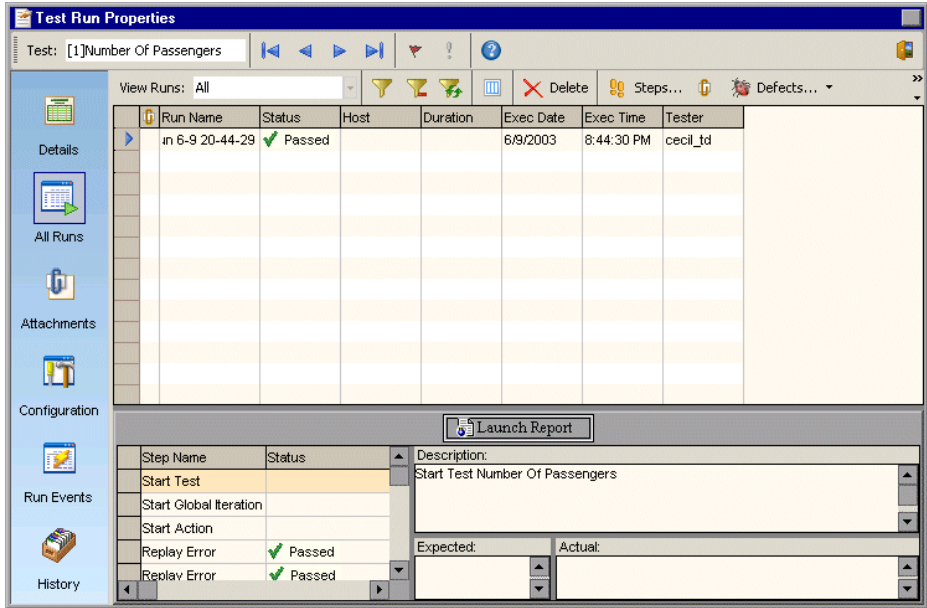 Test Run Properties
Test: [1]Number Of Passengers
View Runs: All Delete Steps... Defects...
Run Name Status Host Duration Exec Date Exec Time Tester
un 6-9 20-44-29 Passed 6/9/2003 8:44:30 PM cecil_td
Details
All Runs
Attachments
Configuration
Run Events
History
Launch Report
Step Name Status
Start Test
Start Global Iteration
Start Action
Replay Error Passed
Replay Error Passed
Description:
Start Test Number Of Passengers
Expected: Actual: